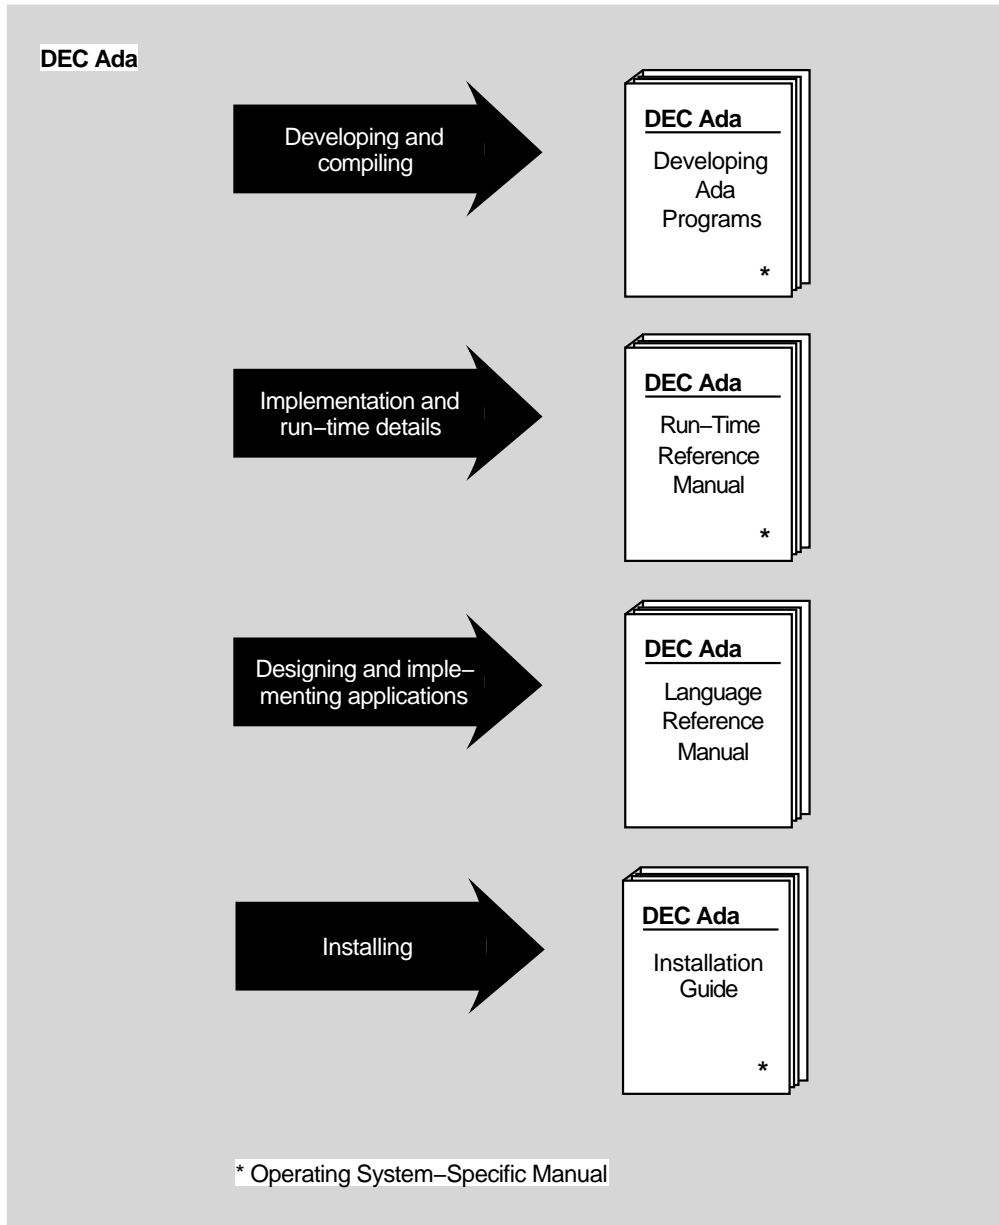 DEC Ada
Developing and
compiling
DEC Ada
Developing
Ada
Programs
*
Implementation and
run−time details
DEC Ada
Run−Time
Reference
Manual
*
Designing and imple−
menting applications
DEC Ada
Language
Reference
Manual
Installing
DEC Ada
Installation
Guide
*
* Operating System−Specific Manual